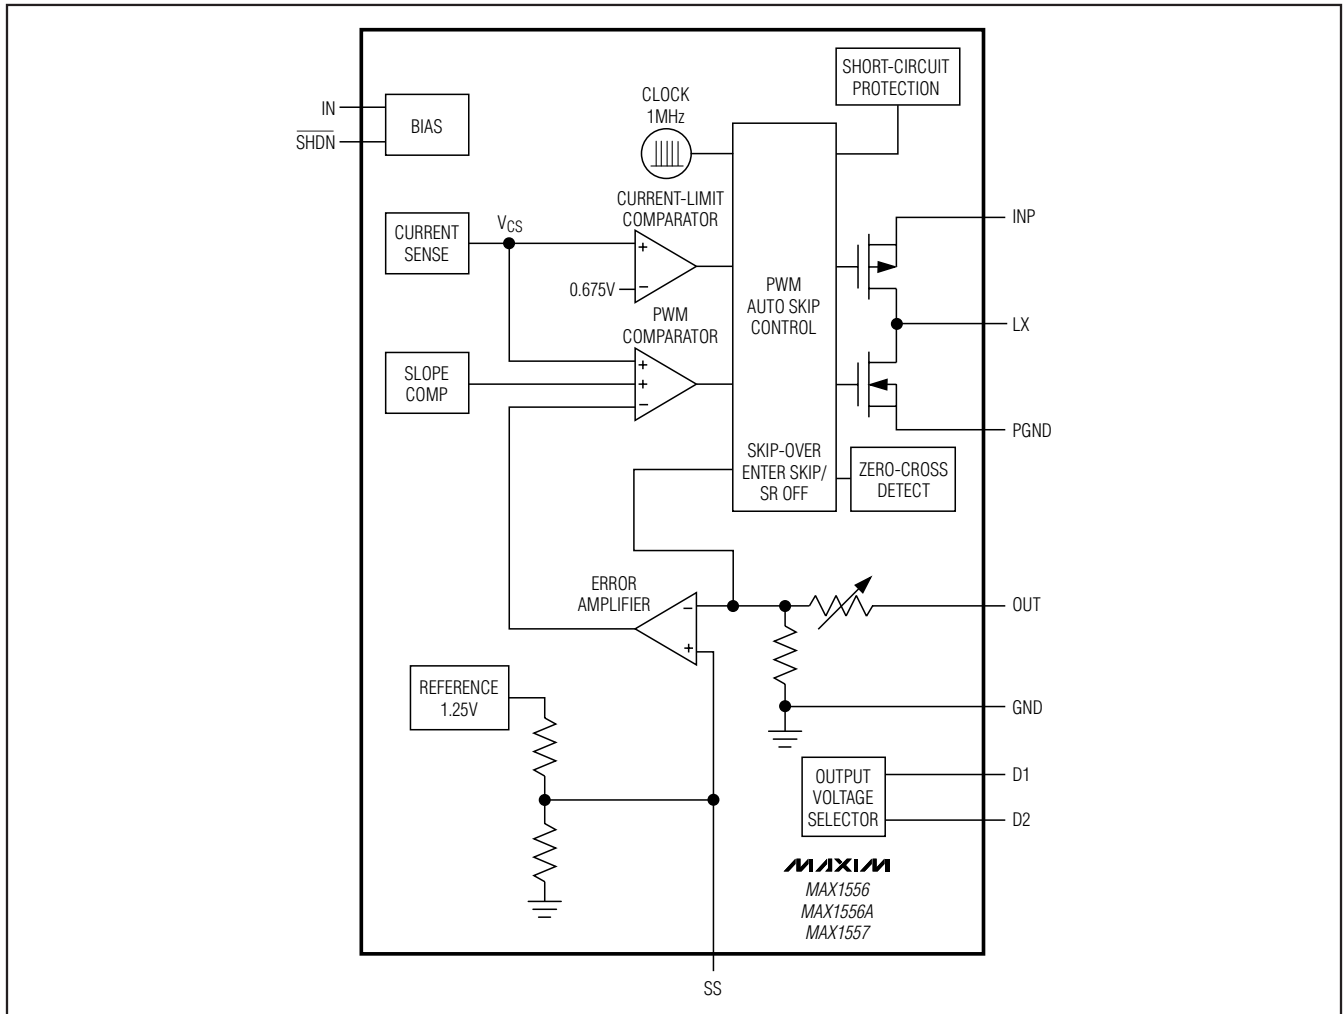 SHORT-CIRCUIT
PROTECTION
CLOCK
1MHz
IN
SHDN
BIAS
CURRENT-LIMIT
COMPARATOR
CURRENT
SENSE
VCS
+
−
0.675V
INP
PWM
AUTO SKIP
CONTROL
LX
PWM
COMPARATOR
SLOPE
COMP
+
+
−
PGND
SKIP-OVER
ENTER SKIP/
SR OFF
ZERO-CROSS
DETECT
ERROR
AMPLIFIER
−
+
OUT
REFERENCE
1.25V
GND
OUTPUT
VOLTAGE
SELECTOR
D1
D2
MAXIM
MAX1556
MAX1556A
MAX1557
SS